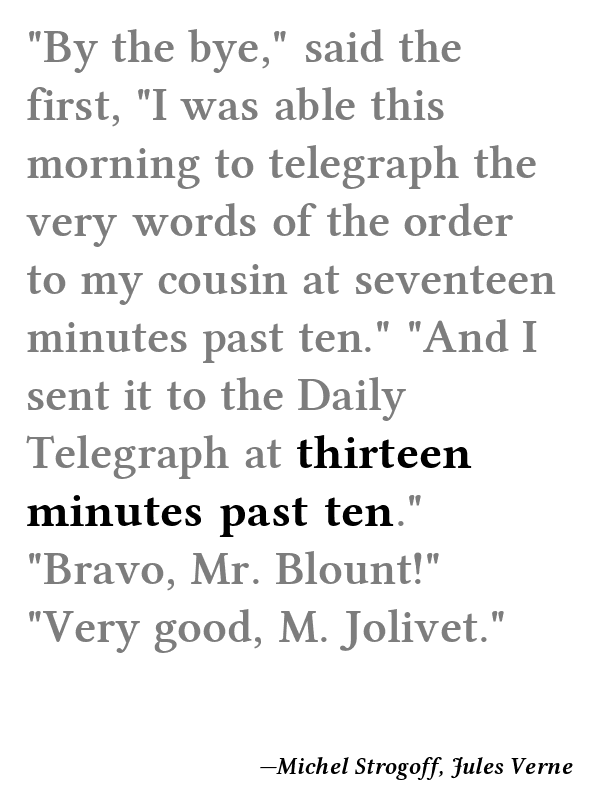 "By the bye," said the
first, "I was able this
morning to telegraph the
very words of the order
to my cousin at seventeen
minutes past ten." "And I
sent it to the Daily
Telegraph at thirteen
minutes past ten."
"Bravo, Mr. Blount!"
"Very good, M. Jolivet."
—Michel Strogoff, Jules Verne